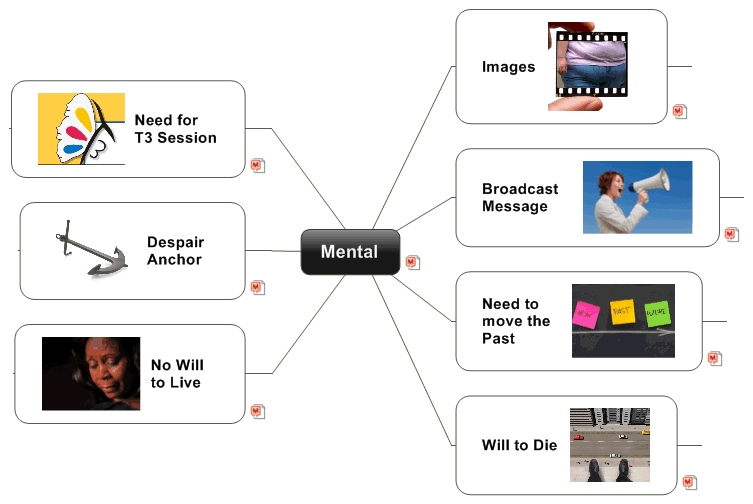 Mental
Images
Broadcast
Message
Need to
move the
Past
NOW
PAST
FUTURE
Will to Die
Need for
T3 Session
Despair
Anchor
No Will
to Live